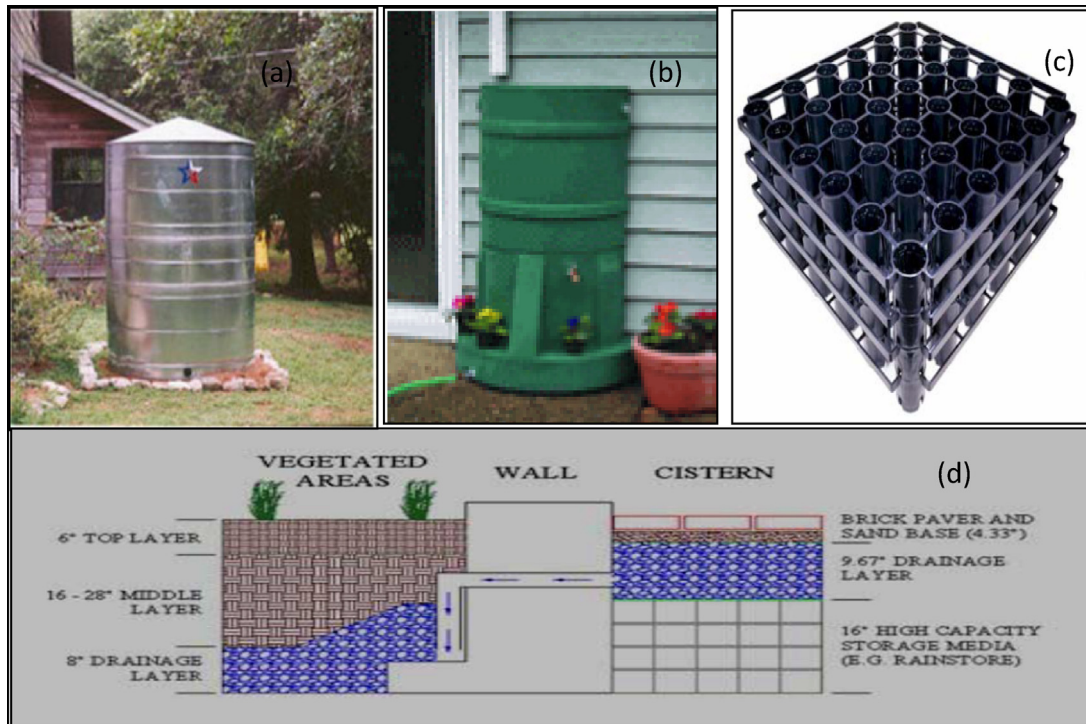 (a)
(b)
(c)
(d)
VEGETATED
AREAS
WALL
CISTERN
6" TOP LAYER
16 - 28" MIDDLE
LAYER
8" DRAINAGE
LAYER
BRICK PAVER AND
SAND BASE (4.33")
9.67" DRAINAGE
LAYER
16" HIGH CAPACITY
STORAGE MEDIA
(E.G. RAINSTORE)